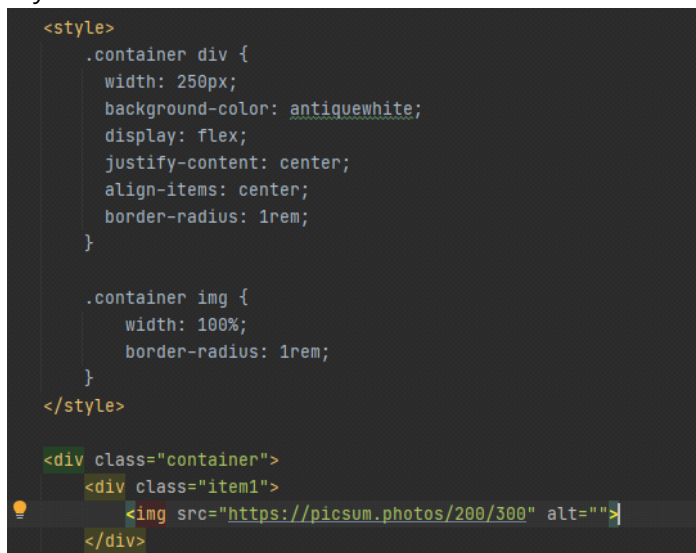 <style>
.container div {
width: 250px;
background-color: antiquewhite;
display: flex;
justify-content: center;
align-items: center;
border-radius: 1rem;
}
.container img {
width: 100%;
border-radius: 1rem;
}
</style>
<div class="container">
<div class="item1">
<img src="https://picsum.photos/200/300" alt="">
</div>